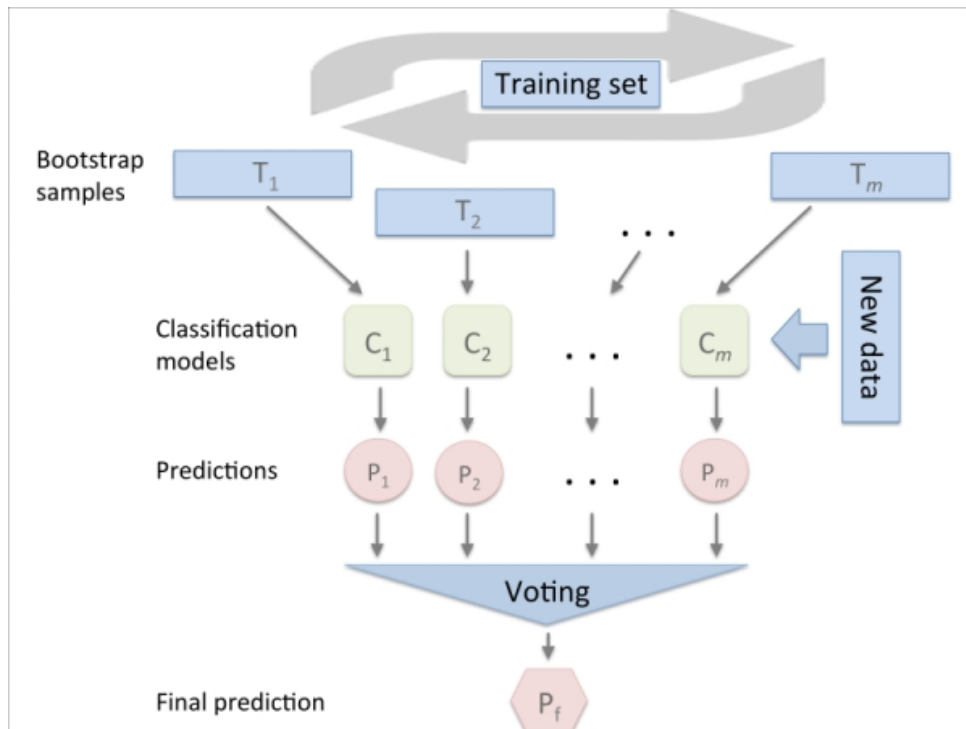 Training set
Bootstrap
samples
T₁
T₂
. . .
Tₘ
New data
Classification
models
C₁
C₂
. . .
Cₘ
Predictions
P₁
P₂
. . .
Pₘ
Voting
Final prediction
P_f